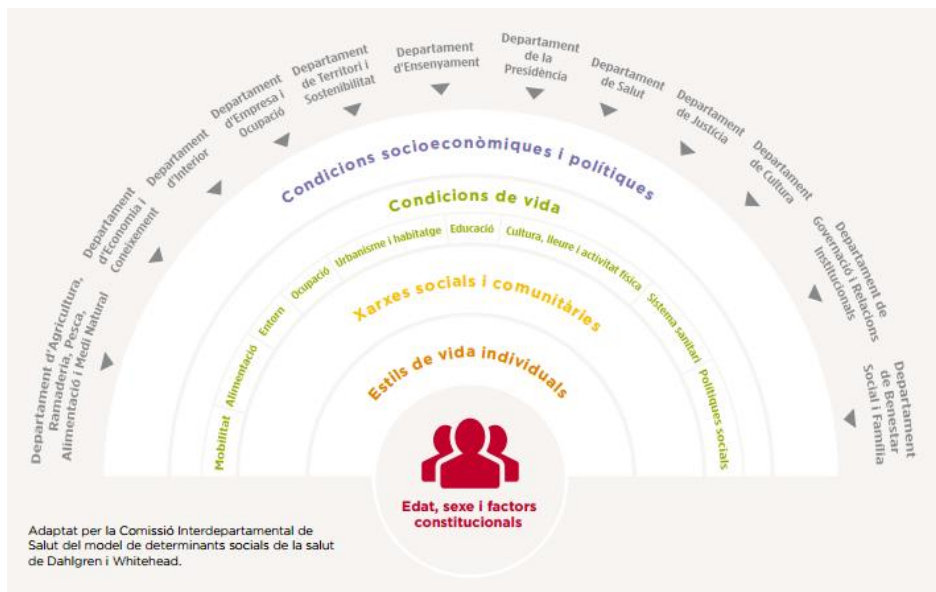 Departament d'Agricultura,
Ramaderia, Pesca,
Alimentació i Medi Natural
Departament
d'Economia i
Coneixement
Departament
d'Interior
Departament
d'Empresa i
Ocupació
Departament
de Territori i
Sostenibilitat
Departament
d'Ensenyament
Departament
de la
Presidència
Departament
de Salut
Departament
de Justícia
Departament
de Cultura
Departament de
Governació i Relacions
Institucionals
Departament
de Benestar
Social i Família
Condicions socioeconòmiques i polítiques
Condicions de vida
Mobilitat
Alimentació
Entorn
Ocupació
Urbanisme i habitatge
Educació
Cultura, lleure i activitat física
Sistema sanitari
Polítiques socials
Xarxes socials i comunitàries
Estils de vida individuals
Edat, sexe i factors
constitucionals
Adaptat per la Comissió Interdepartamental de
Salut del model de determinants socials de la salut
de Dahlgren i Whitehead.